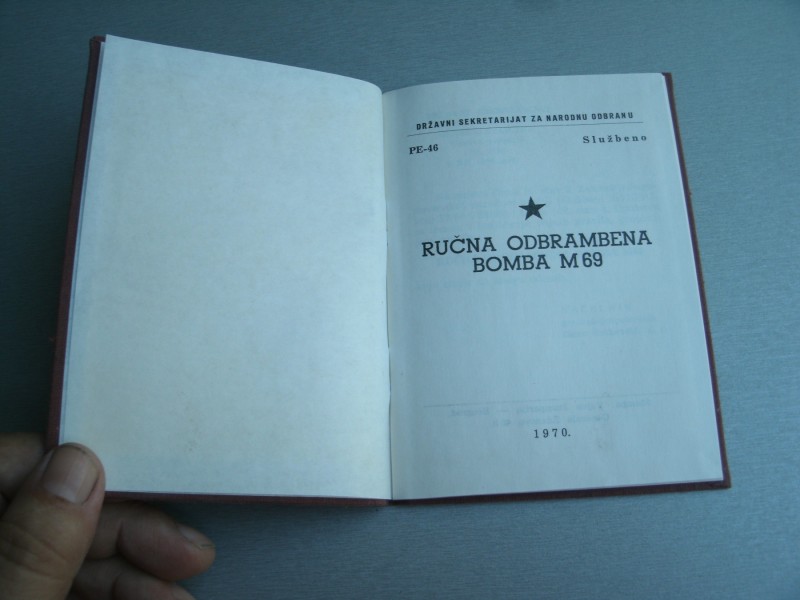 DRŽAVNI SEKRETARIJAT ZA NARODNU ODBRANU
PE-46 Službeno
RUČNA ODBRAMBENA
BOMBA M69
1970.